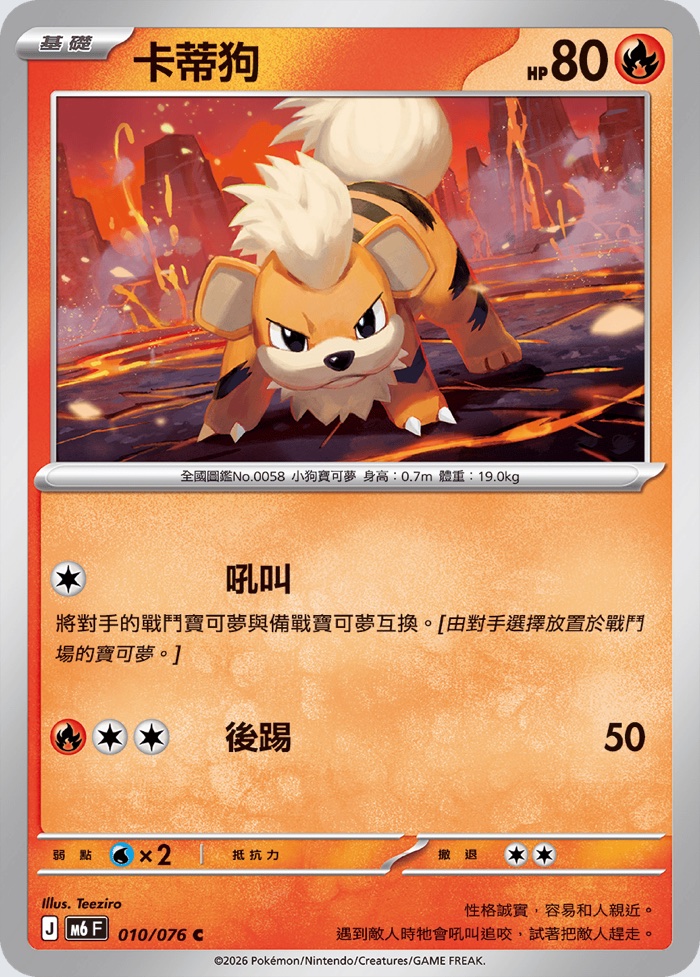 基礎
卡蒂狗
HP80
全國圖鑑No.0058 小狗寶可夢 身高：0.7m 體重：19.0kg
吼叫
將對手的戰鬥寶可夢與備戰寶可夢互換。[由對手選擇放置於戰鬥
場的寶可夢。]
後踢 50
弱點 ×2 抵抗力 撤退
Illus. Teeziro
J M6 F 010/076 C
性格誠實，容易和人親近。
遇到敵人時牠會吼叫追咬，試著把敵人趕走。
©2026 Pokémon/Nintendo/Creatures/GAME FREAK.